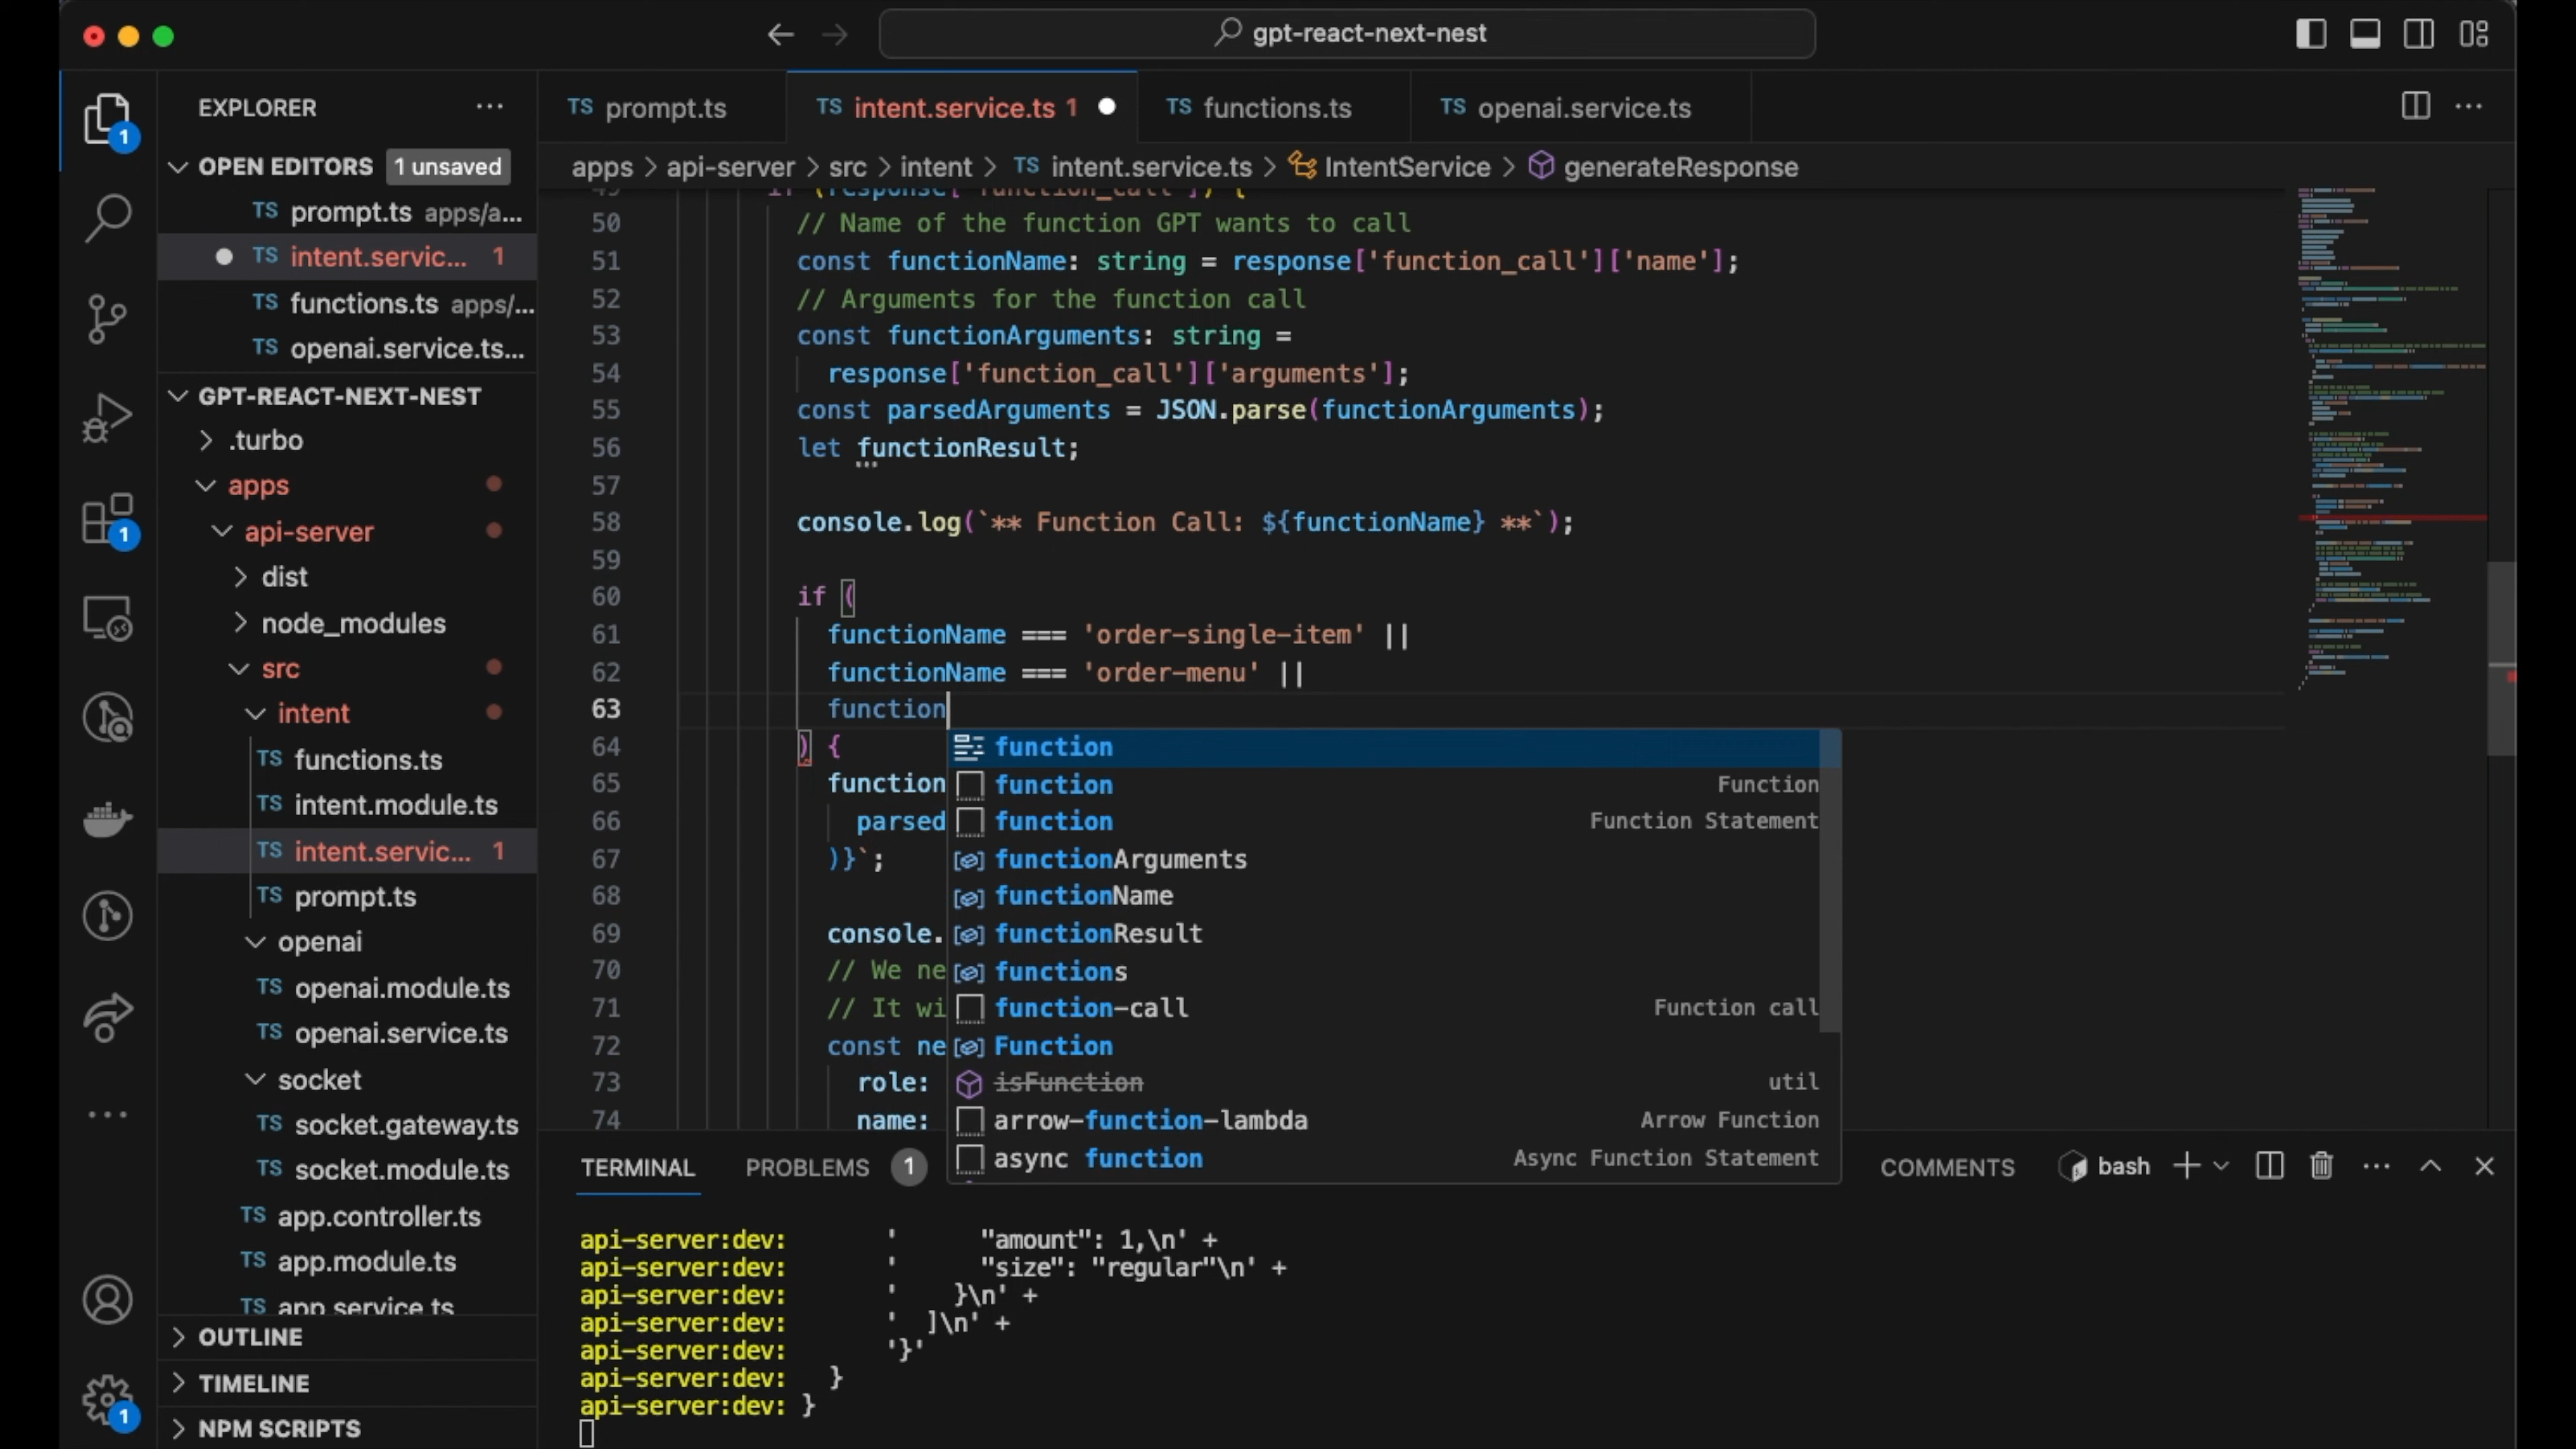 gpt-react-next-nest
EXPLORER
OPEN EDITORS 1 unsaved
TS prompt.ts apps/a...
TS intent.servic... 1
TS functions.ts apps/...
TS openai.service.ts...
GPT-REACT-NEXT-NEST
.turbo
apps
api-server
dist
node_modules
src
intent
TS functions.ts
TS intent.module.ts
TS intent.servic... 1
TS prompt.ts
openai
TS openai.module.ts
TS openai.service.ts
socket
TS socket.gateway.ts
TS socket.module.ts
TS app.controller.ts
TS app.module.ts
TS app.service.ts
OUTLINE
TIMELINE
NPM SCRIPTS
1
1
1
TS prompt.ts TS intent.service.ts 1 TS functions.ts TS openai.service.ts
apps > api-server > src > intent > TS intent.service.ts > IntentService > generateResponse
49 if (response['function_call']) {
50 // Name of the function GPT wants to call
51 const functionName: string = response['function_call']['name'];
52 // Arguments for the function call
53 const functionArguments: string =
54 response['function_call']['arguments'];
55 const parsedArguments = JSON.parse(functionArguments);
56 let functionResult;
57
58 console.log(`** Function Call: ${functionName} **`);
59
60 if (
61 functionName === 'order-single-item' ||
62 functionName === 'order-menu' ||
63 function
64 ) {
65 function
66 parsed
67 )}`;
68
69 console.
70 // We ne
71 // It wi
72 const ne
73 role:
74 name:
function
function Function
function Function Statement
functionArguments
functionName
functionResult
functions
function-call Function call
Function
isFunction util
arrow-function-lambda Arrow Function
async function Async Function Statement
TERMINAL PROBLEMS 1 COMMENTS bash
api-server:dev: ' "amount": 1,\n' +
api-server:dev: ' "size": "regular"\n' +
api-server:dev: ' }\n' +
api-server:dev: ' ]\n' +
api-server:dev: '}'
api-server:dev: }
api-server:dev: }